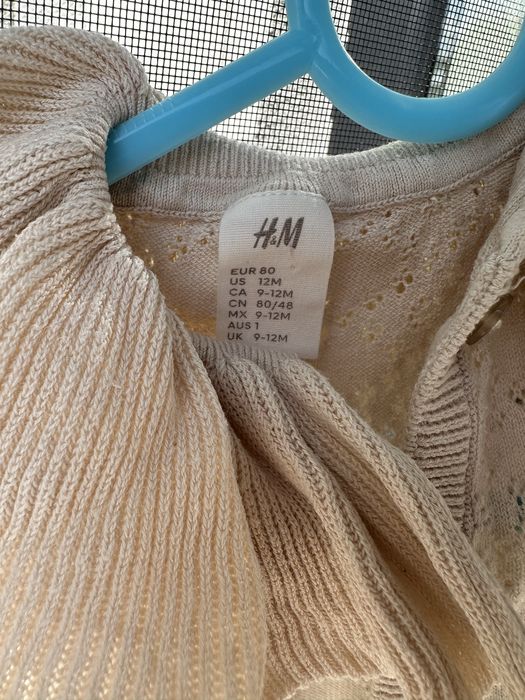 H&M
EUR 80
US 12M
CA 9-12M
CN 80/48
MX 9-12M
AUS 1
UK 9-12M